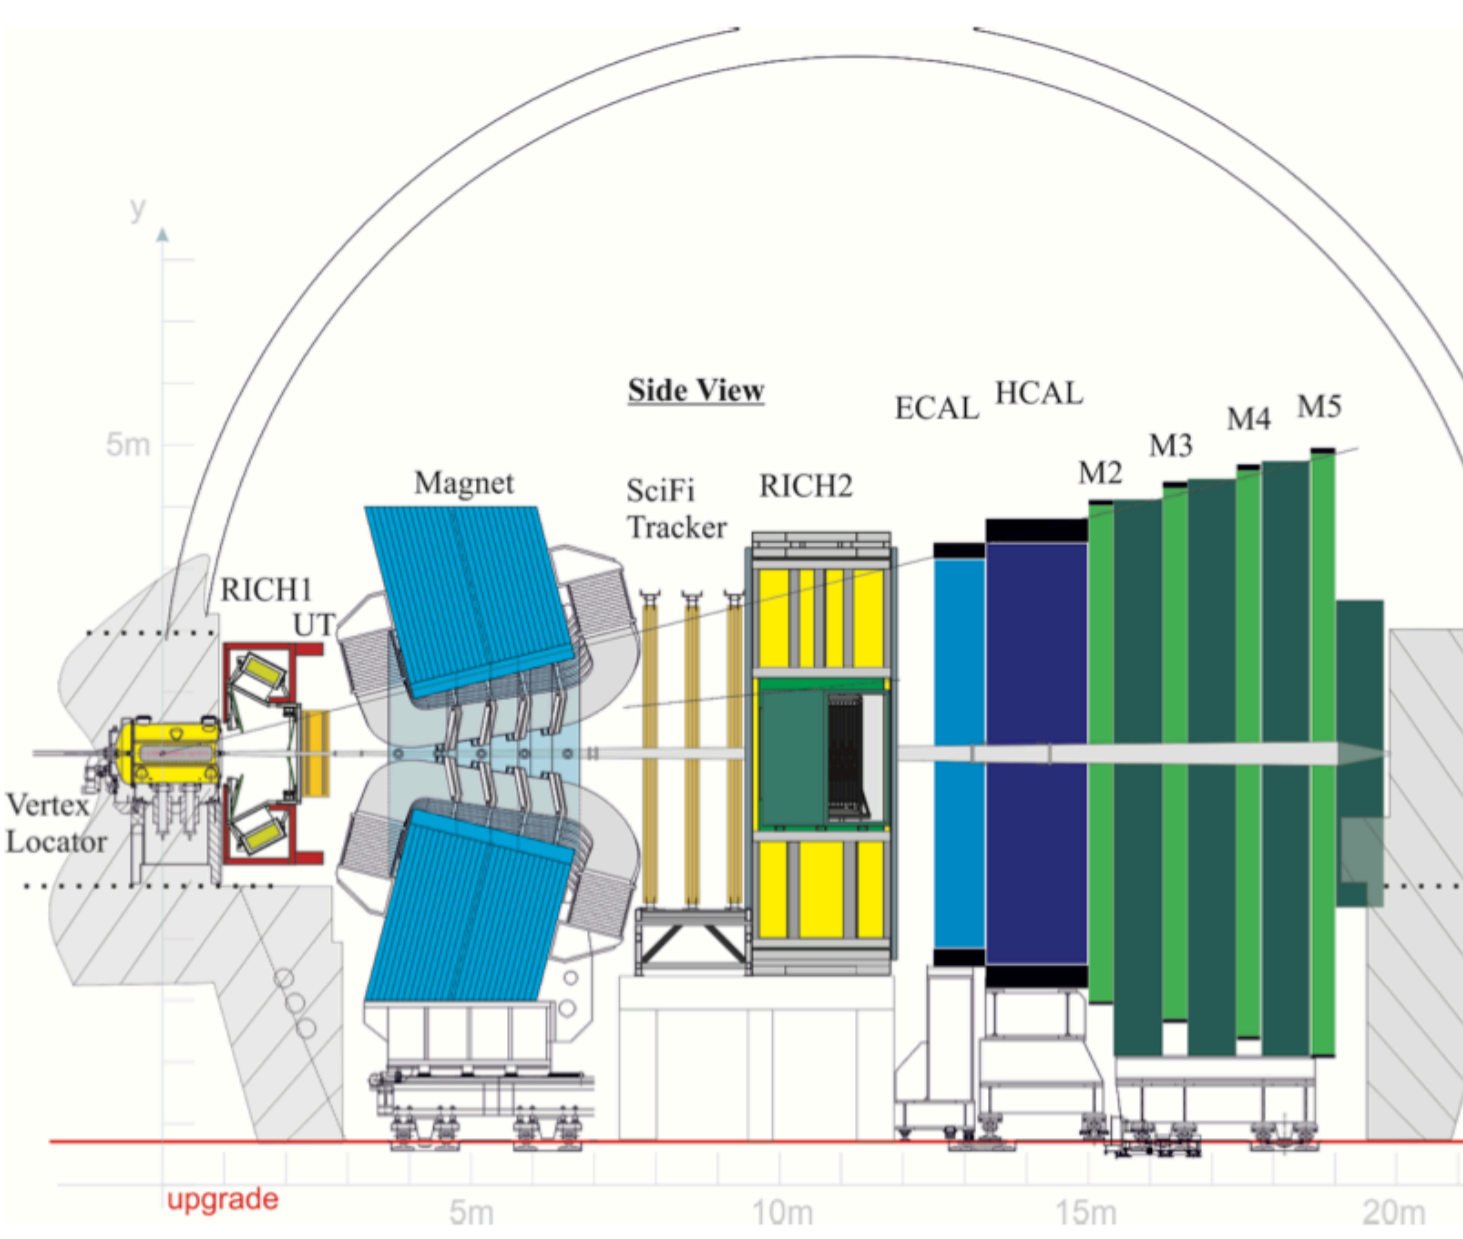 y
5m
Side View
ECAL
HCAL
M2
M3
M4
M5
Magnet
SciFi
Tracker
RICH2
RICH1
UT
Vertex
Locator
upgrade
5m
10m
15m
20m